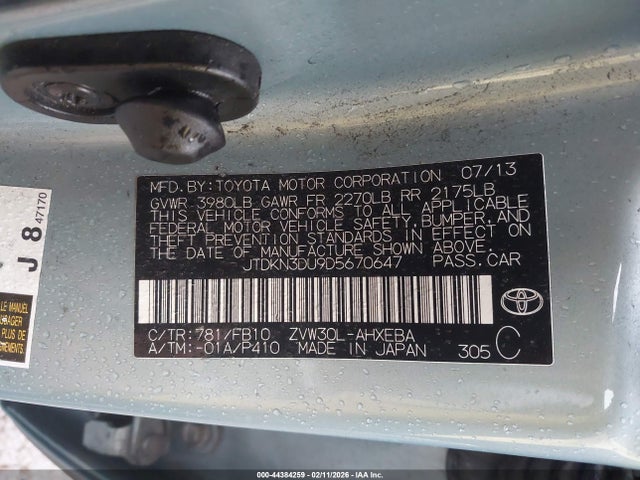 MFD. BY: TOYOTA MOTOR CORPORATION 07/13
GVWR 3980LB GAWR FR 2270LB RR 2175LB
THIS VEHICLE CONFORMS TO ALL APPLICABLE
FEDERAL MOTOR VEHICLE SAFETY, BUMPER, AND
THEFT PREVENTION STANDARDS IN EFFECT ON
THE DATE OF MANUFACTURE SHOWN ABOVE.
JTDKN3DU9D5670647 PASS. CAR
C/TR: 781/FB10 ZVW30L-AHXEBA
A/TM: -01A/P410 MADE IN JAPAN 305 C
TOYOTA
J 8 47170
000-44384259 - 02/11/2026 - IAA, Inc.